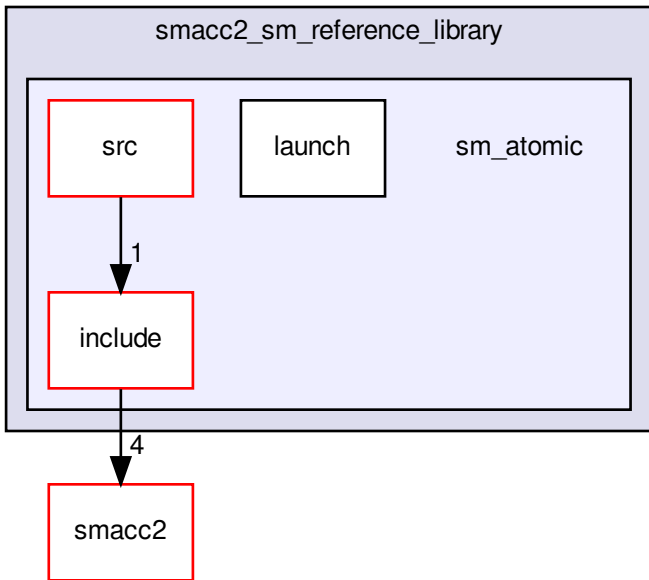 smacc2_sm_reference_library
src
launch
sm_atomic
1
include
4
smacc2